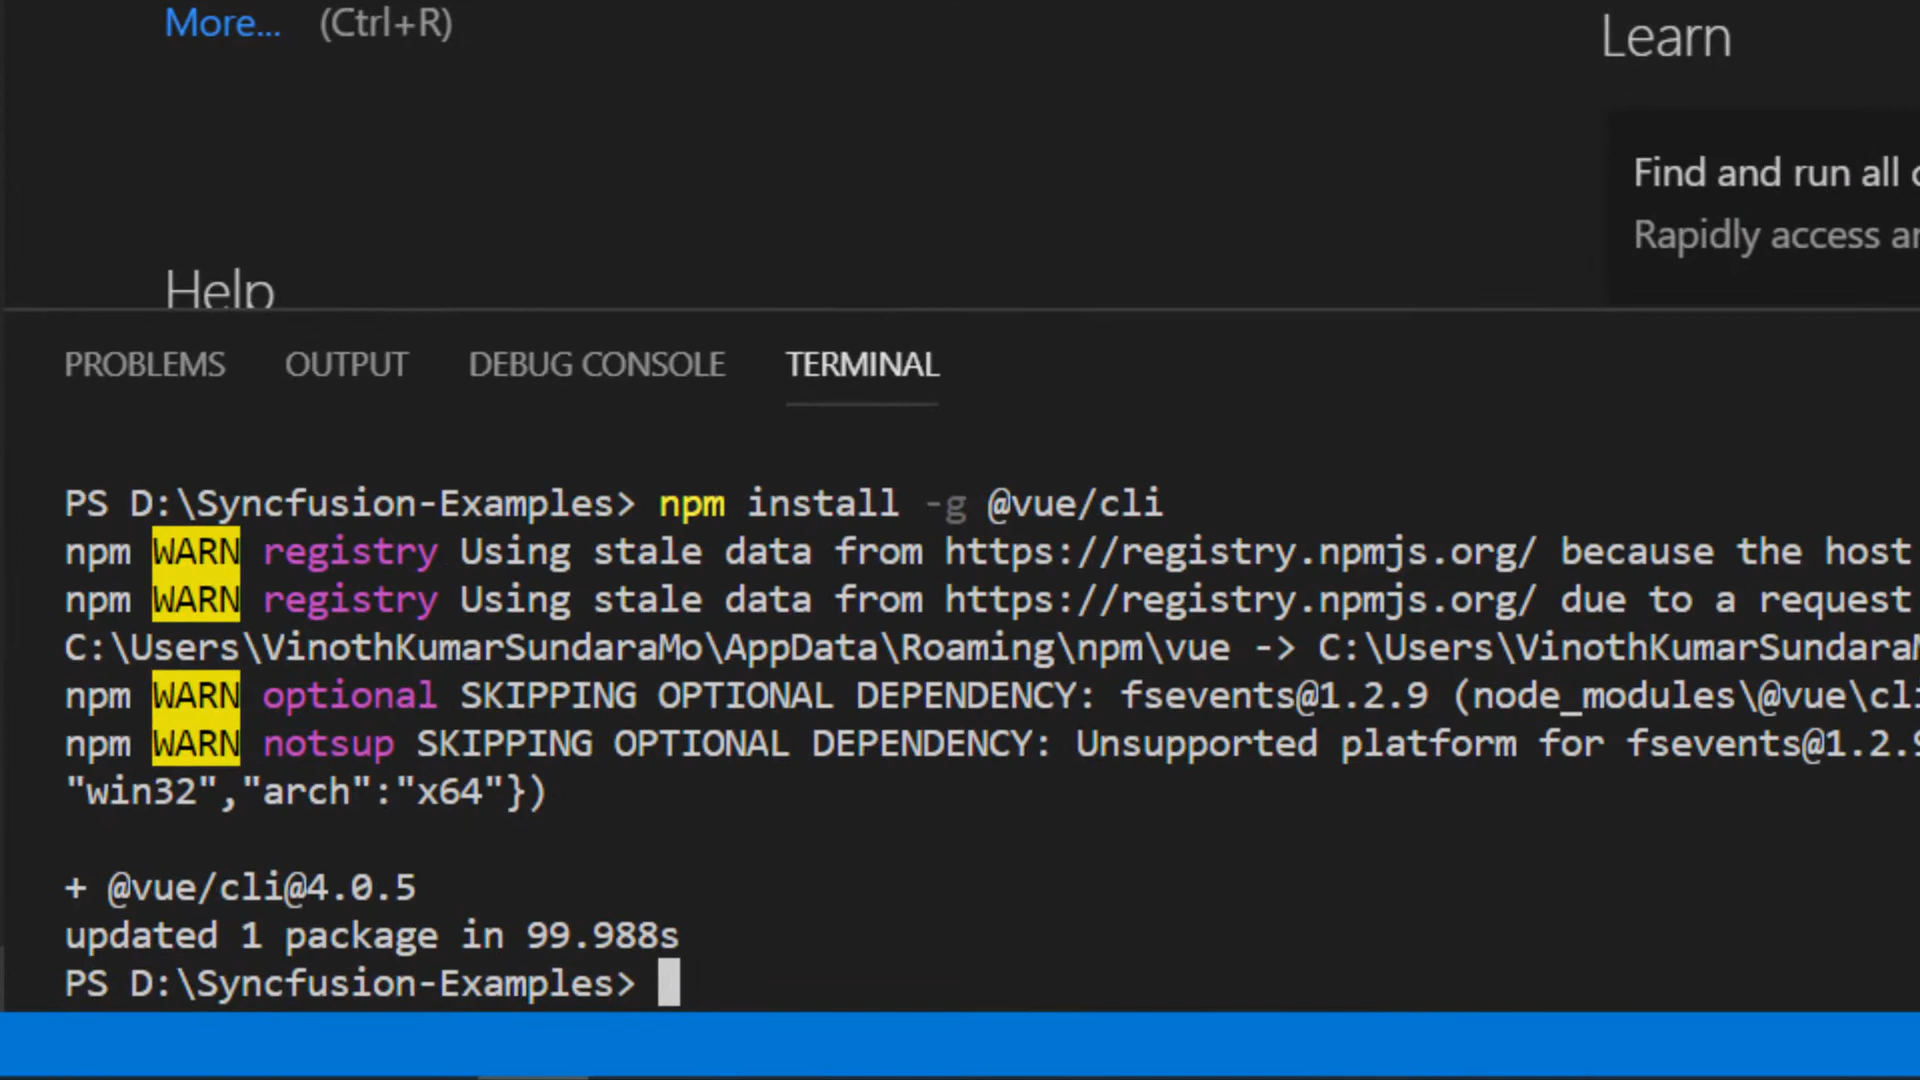 More... (Ctrl+R)
Learn
Find and run all
Rapidly access
Help
PROBLEMS OUTPUT DEBUG CONSOLE TERMINAL
PS D:\Syncfusion-Examples> npm install -g @vue/cli
npm WARN registry Using stale data from https://registry.npmjs.org/ because the host
npm WARN registry Using stale data from https://registry.npmjs.org/ due to a request
C:\Users\VinothKumarSundaraMo\AppData\Roaming\npm\vue -> C:\Users\VinothKumarSundaraM
npm WARN optional SKIPPING OPTIONAL DEPENDENCY: fsevents@1.2.9 (node_modules\@vue\cli
npm WARN notsup SKIPPING OPTIONAL DEPENDENCY: Unsupported platform for fsevents@1.2.9
"win32","arch":"x64"})
+ @vue/cli@4.0.5
updated 1 package in 99.988s
PS D:\Syncfusion-Examples>